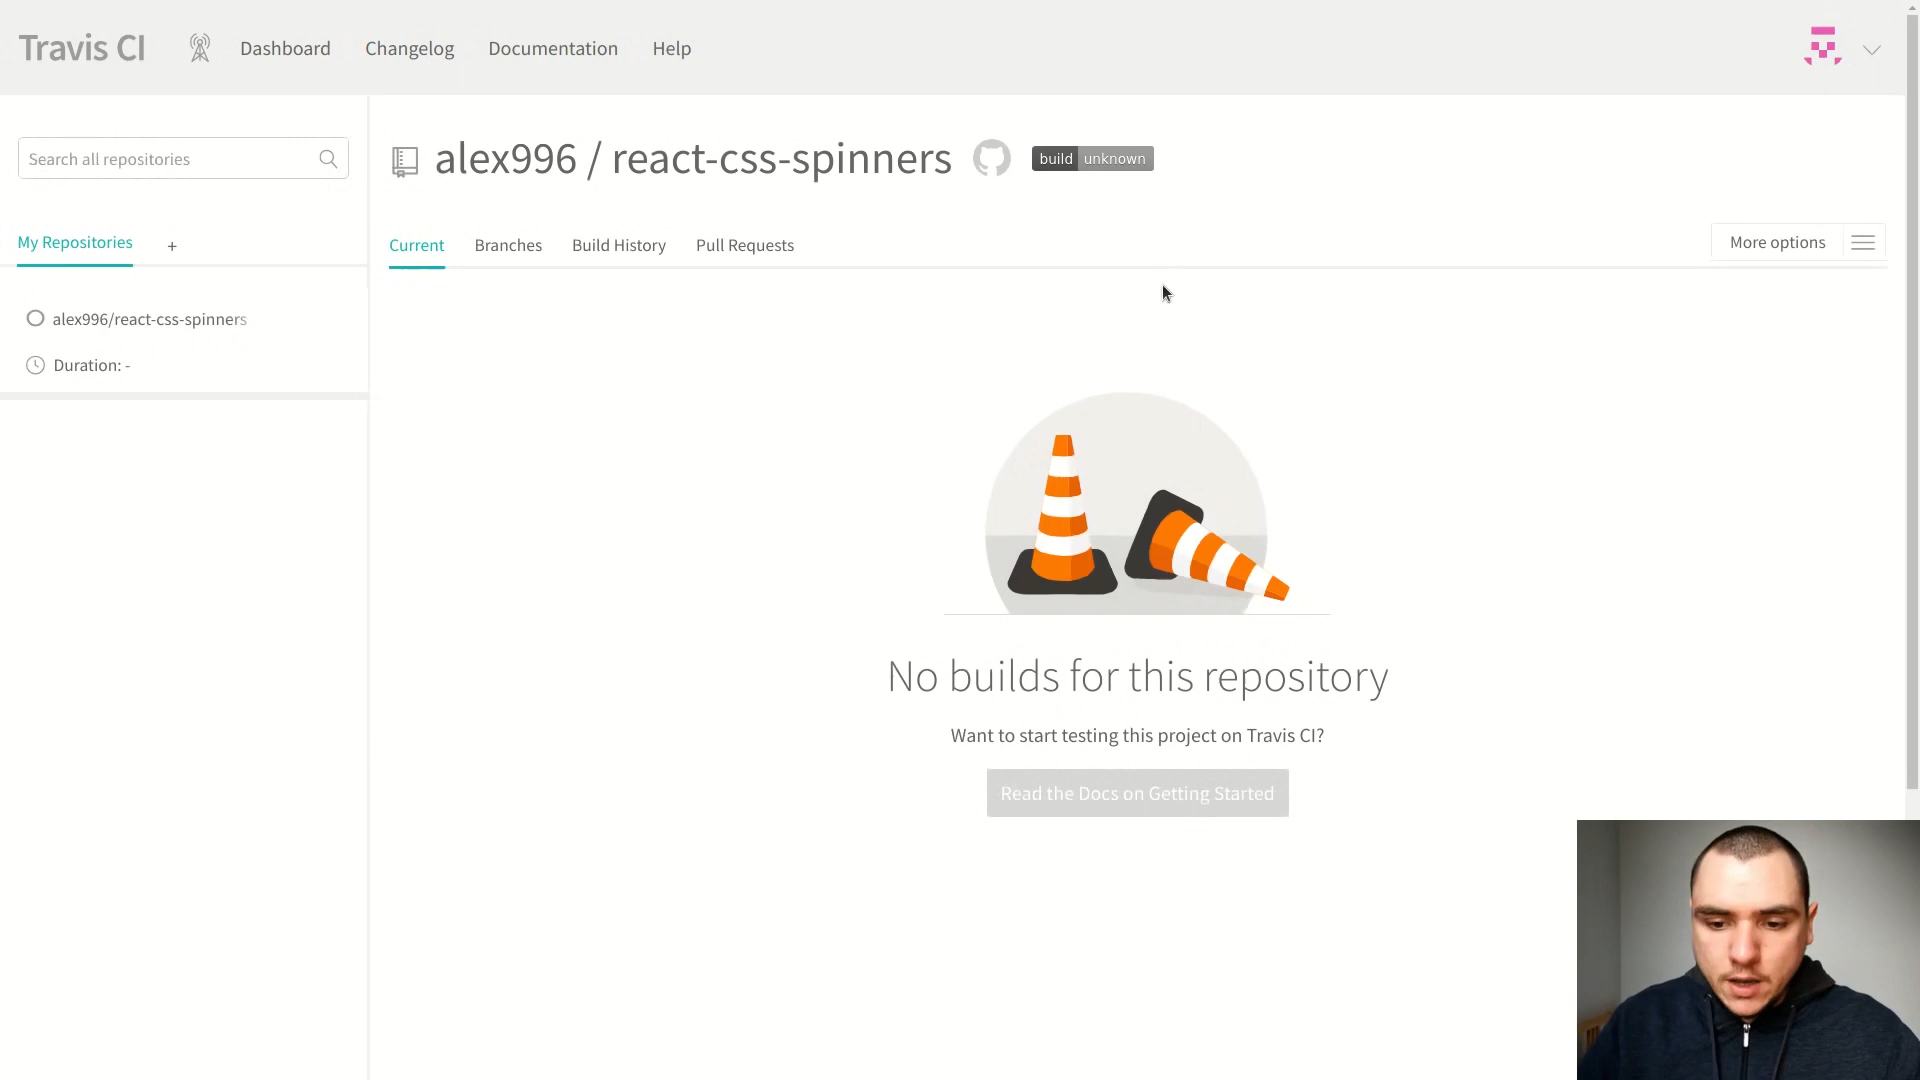 Travis CI
Dashboard
Changelog
Documentation
Help
Search all repositories
My Repositories
+
alex996/react-css-spinners
Duration: -
alex996 / react-css-spinners
build unknown
Current
Branches
Build History
Pull Requests
More options
No builds for this repository
Want to start testing this project on Travis CI?
Read the Docs on Getting Started